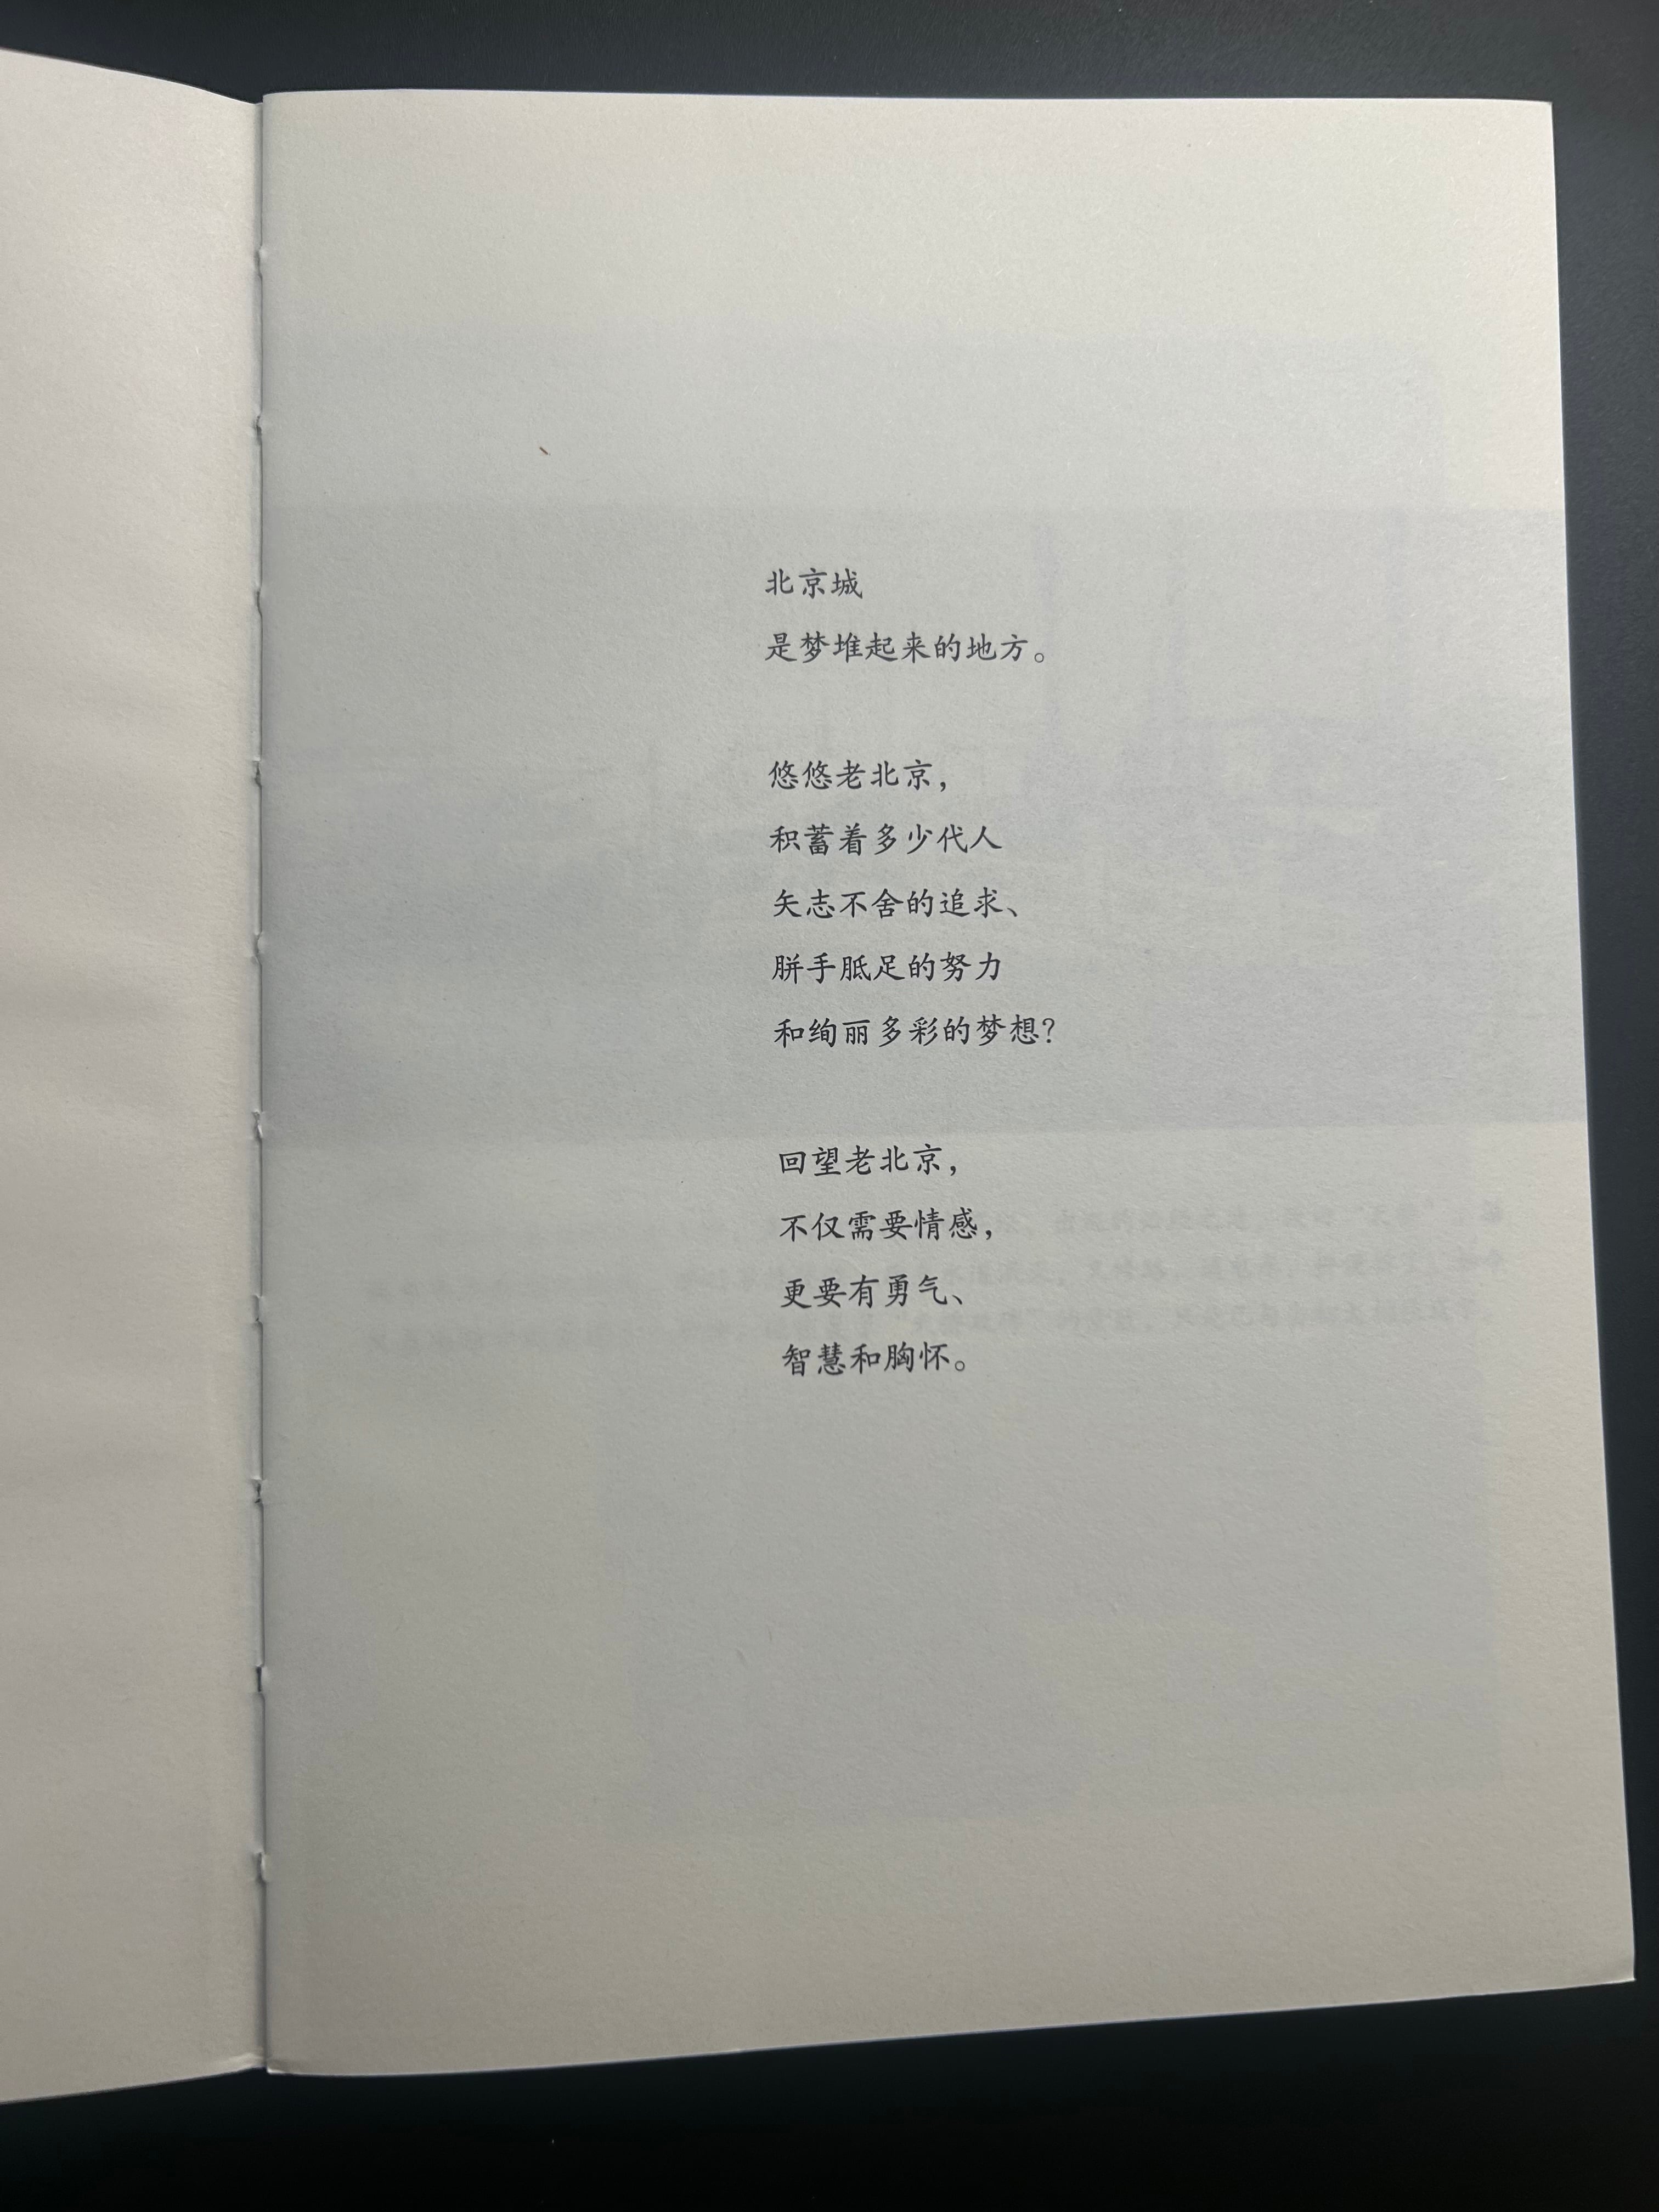 北京城
是梦堆起来的地方。
悠悠老北京，
积蓄着多少代人
矢志不舍的追求、
胼手胝足的努力
和绚丽多彩的梦想？
回望老北京，
不仅需要情感，
更要有勇气、
智慧和胸怀。